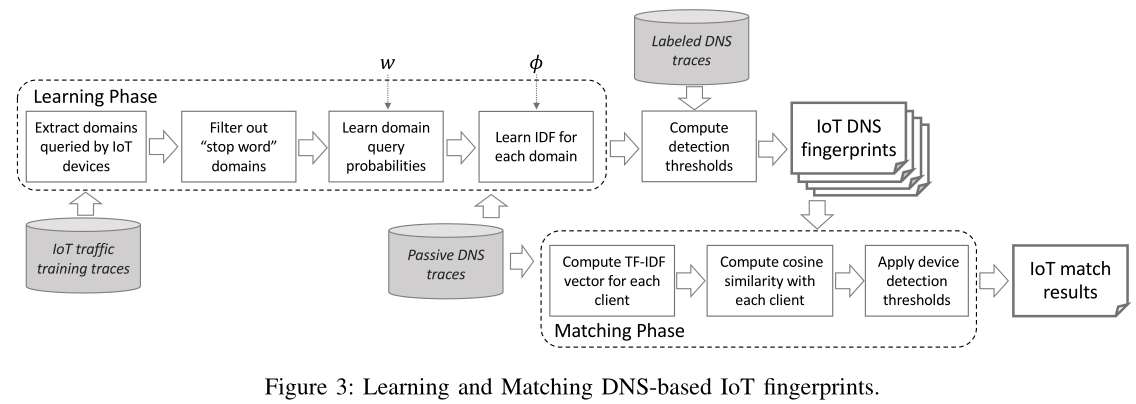 Labeled DNS
traces
w
ϕ
Learning Phase
Extract domains
queried by IoT
devices
Filter out
“stop word”
domains
Learn domain
query
probabilities
Learn IDF for
each domain
Compute
detection
thresholds
IoT DNS
fingerprints
IoT traffic
training traces
Passive DNS
traces
Compute TF-IDF
vector for each
client
Compute cosine
similarity with
each client
Apply device
detection
thresholds
Matching Phase
IoT match
results
Figure 3: Learning and Matching DNS-based IoT fingerprints.